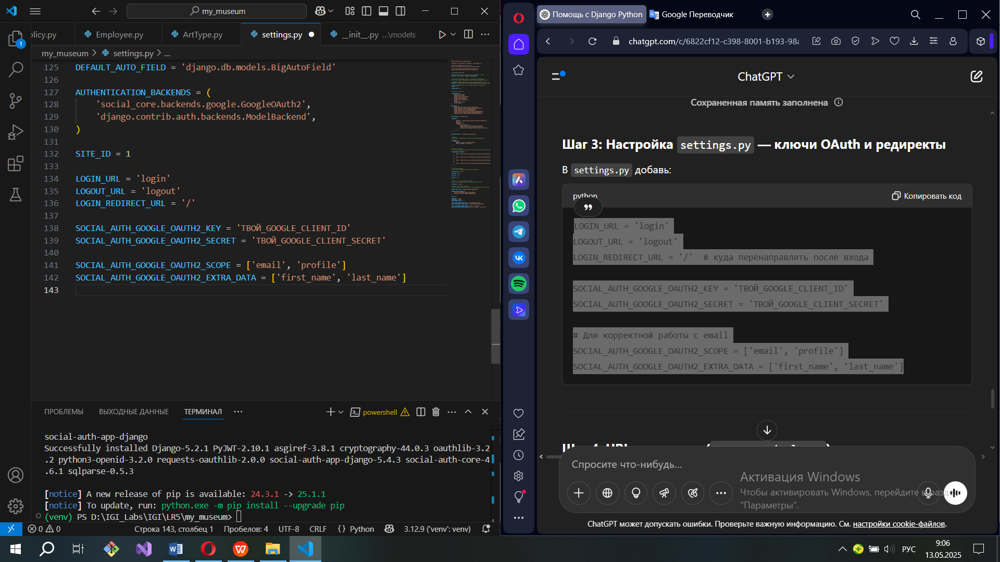 my_museum
olicy.py
Employee.py
ArtType.py
settings.py
__init__.py ...\models
my_museum > settings.py > ...
125 DEFAULT_AUTO_FIELD = 'django.db.models.BigAutoField'
126
127 AUTHENTICATION_BACKENDS = (
128 'social_core.backends.google.GoogleOAuth2',
129 'django.contrib.auth.backends.ModelBackend',
130 )
131
132 SITE_ID = 1
133
134 LOGIN_URL = 'login'
135 LOGOUT_URL = 'logout'
136 LOGIN_REDIRECT_URL = '/'
137
138 SOCIAL_AUTH_GOOGLE_OAUTH2_KEY = 'ТВОЙ_GOOGLE_CLIENT_ID'
139 SOCIAL_AUTH_GOOGLE_OAUTH2_SECRET = 'ТВОЙ_GOOGLE_CLIENT_SECRET'
140
141 SOCIAL_AUTH_GOOGLE_OAUTH2_SCOPE = ['email', 'profile']
142 SOCIAL_AUTH_GOOGLE_OAUTH2_EXTRA_DATA = ['first_name', 'last_name']
143
1
ПРОБЛЕМЫ ВЫХОДНЫЕ ДАННЫЕ ТЕРМИНАЛ
powershell
social-auth-app-django
Successfully installed Django-5.2.1 PyJWT-2.10.1 asgiref-3.8.1 cryptography-44.0.3 oauthlib-3.2
.2 python3-openid-3.2.0 requests-oauthlib-2.0.0 social-auth-app-django-5.4.3 social-auth-core-4
.6.1 sqlparse-0.5.3
[notice] A new release of pip is available: 24.3.1 -> 25.1.1
[notice] To update, run: python.exe -m pip install --upgrade pip
(venv) PS D:\IGI_Labs\IGI\LR5\my_museum>
0 0 Строка 143, столбец 1 Пробелов: 4 UTF-8 CRLF {} Python 3.12.9 ('venv': venv)
Помощь с Django Python
Google Переводчик
chatgpt.com/c/6822cf12-c398-8001-b193-98a
ChatGPT
Сохраненная память заполнена
Шаг 3: Настройка settings.py — ключи OAuth и редиректы
В settings.py добавь:
python
Копировать код
LOGIN_URL = 'login'
LOGOUT_URL = 'logout'
LOGIN_REDIRECT_URL = '/' # куда перенаправлять после входа
SOCIAL_AUTH_GOOGLE_OAUTH2_KEY = 'ТВОЙ_GOOGLE_CLIENT_ID'
SOCIAL_AUTH_GOOGLE_OAUTH2_SECRET = 'ТВОЙ_GOOGLE_CLIENT_SECRET'
# Для корректной работы с email
SOCIAL_AUTH_GOOGLE_OAUTH2_SCOPE = ['email', 'profile']
SOCIAL_AUTH_GOOGLE_OAUTH2_EXTRA_DATA = ['first_name', 'last_name']
Спросите что-нибудь...
Активация Windows
Чтобы активировать Windows, перейдите в разд
"Параметры".
ChatGPT может допускать ошибки. Проверьте важную информацию. См. настройки cookie-файлов.
РУС
9:06
13.05.2025